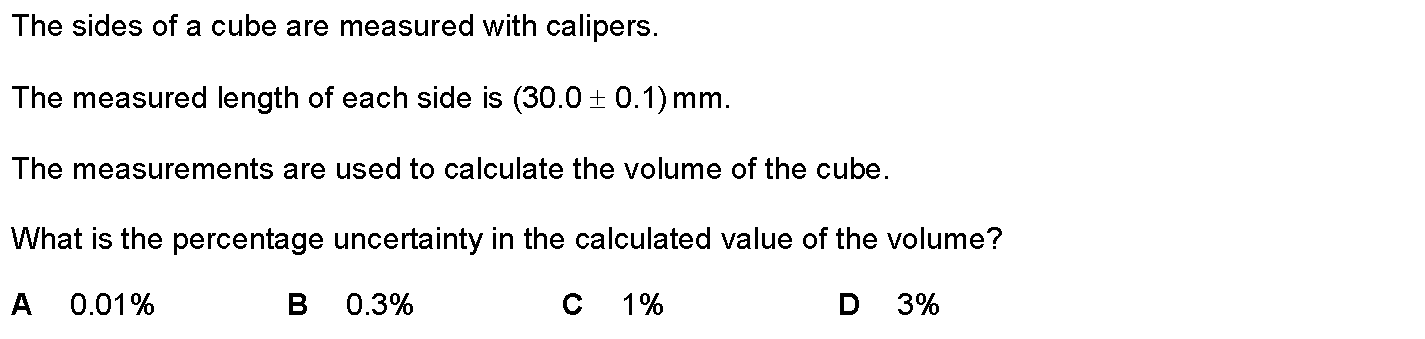 The sides of a cube are measured with calipers.
The measured length of each side is (30.0 ± 0.1) mm.
The measurements are used to calculate the volume of the cube.
What is the percentage uncertainty in the calculated value of the volume?
A 0.01% B 0.3% C 1% D 3%